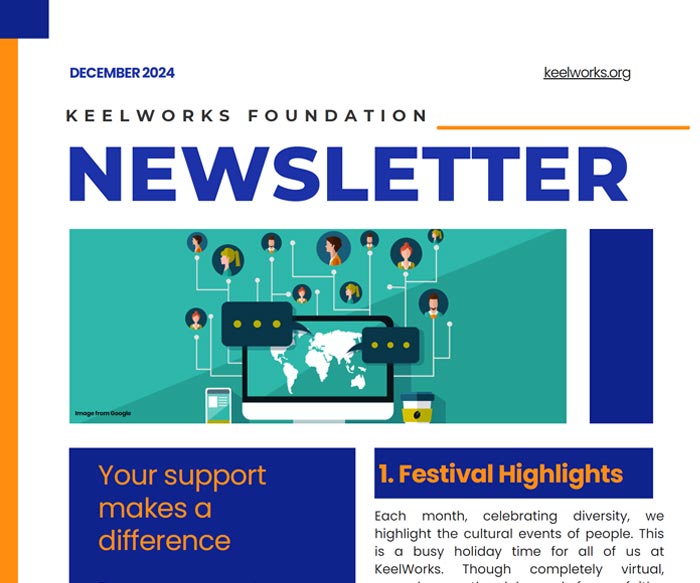 DECEMBER 2024
keelworks.org
KEELWORKS FOUNDATION
NEWSLETTER
Image from Google
Your support
makes a
difference
1. Festival Highlights
Each month, celebrating diversity, we
highlight the cultural events of people. This
is a busy holiday time for all of us at
KeelWorks. Though completely virtual,